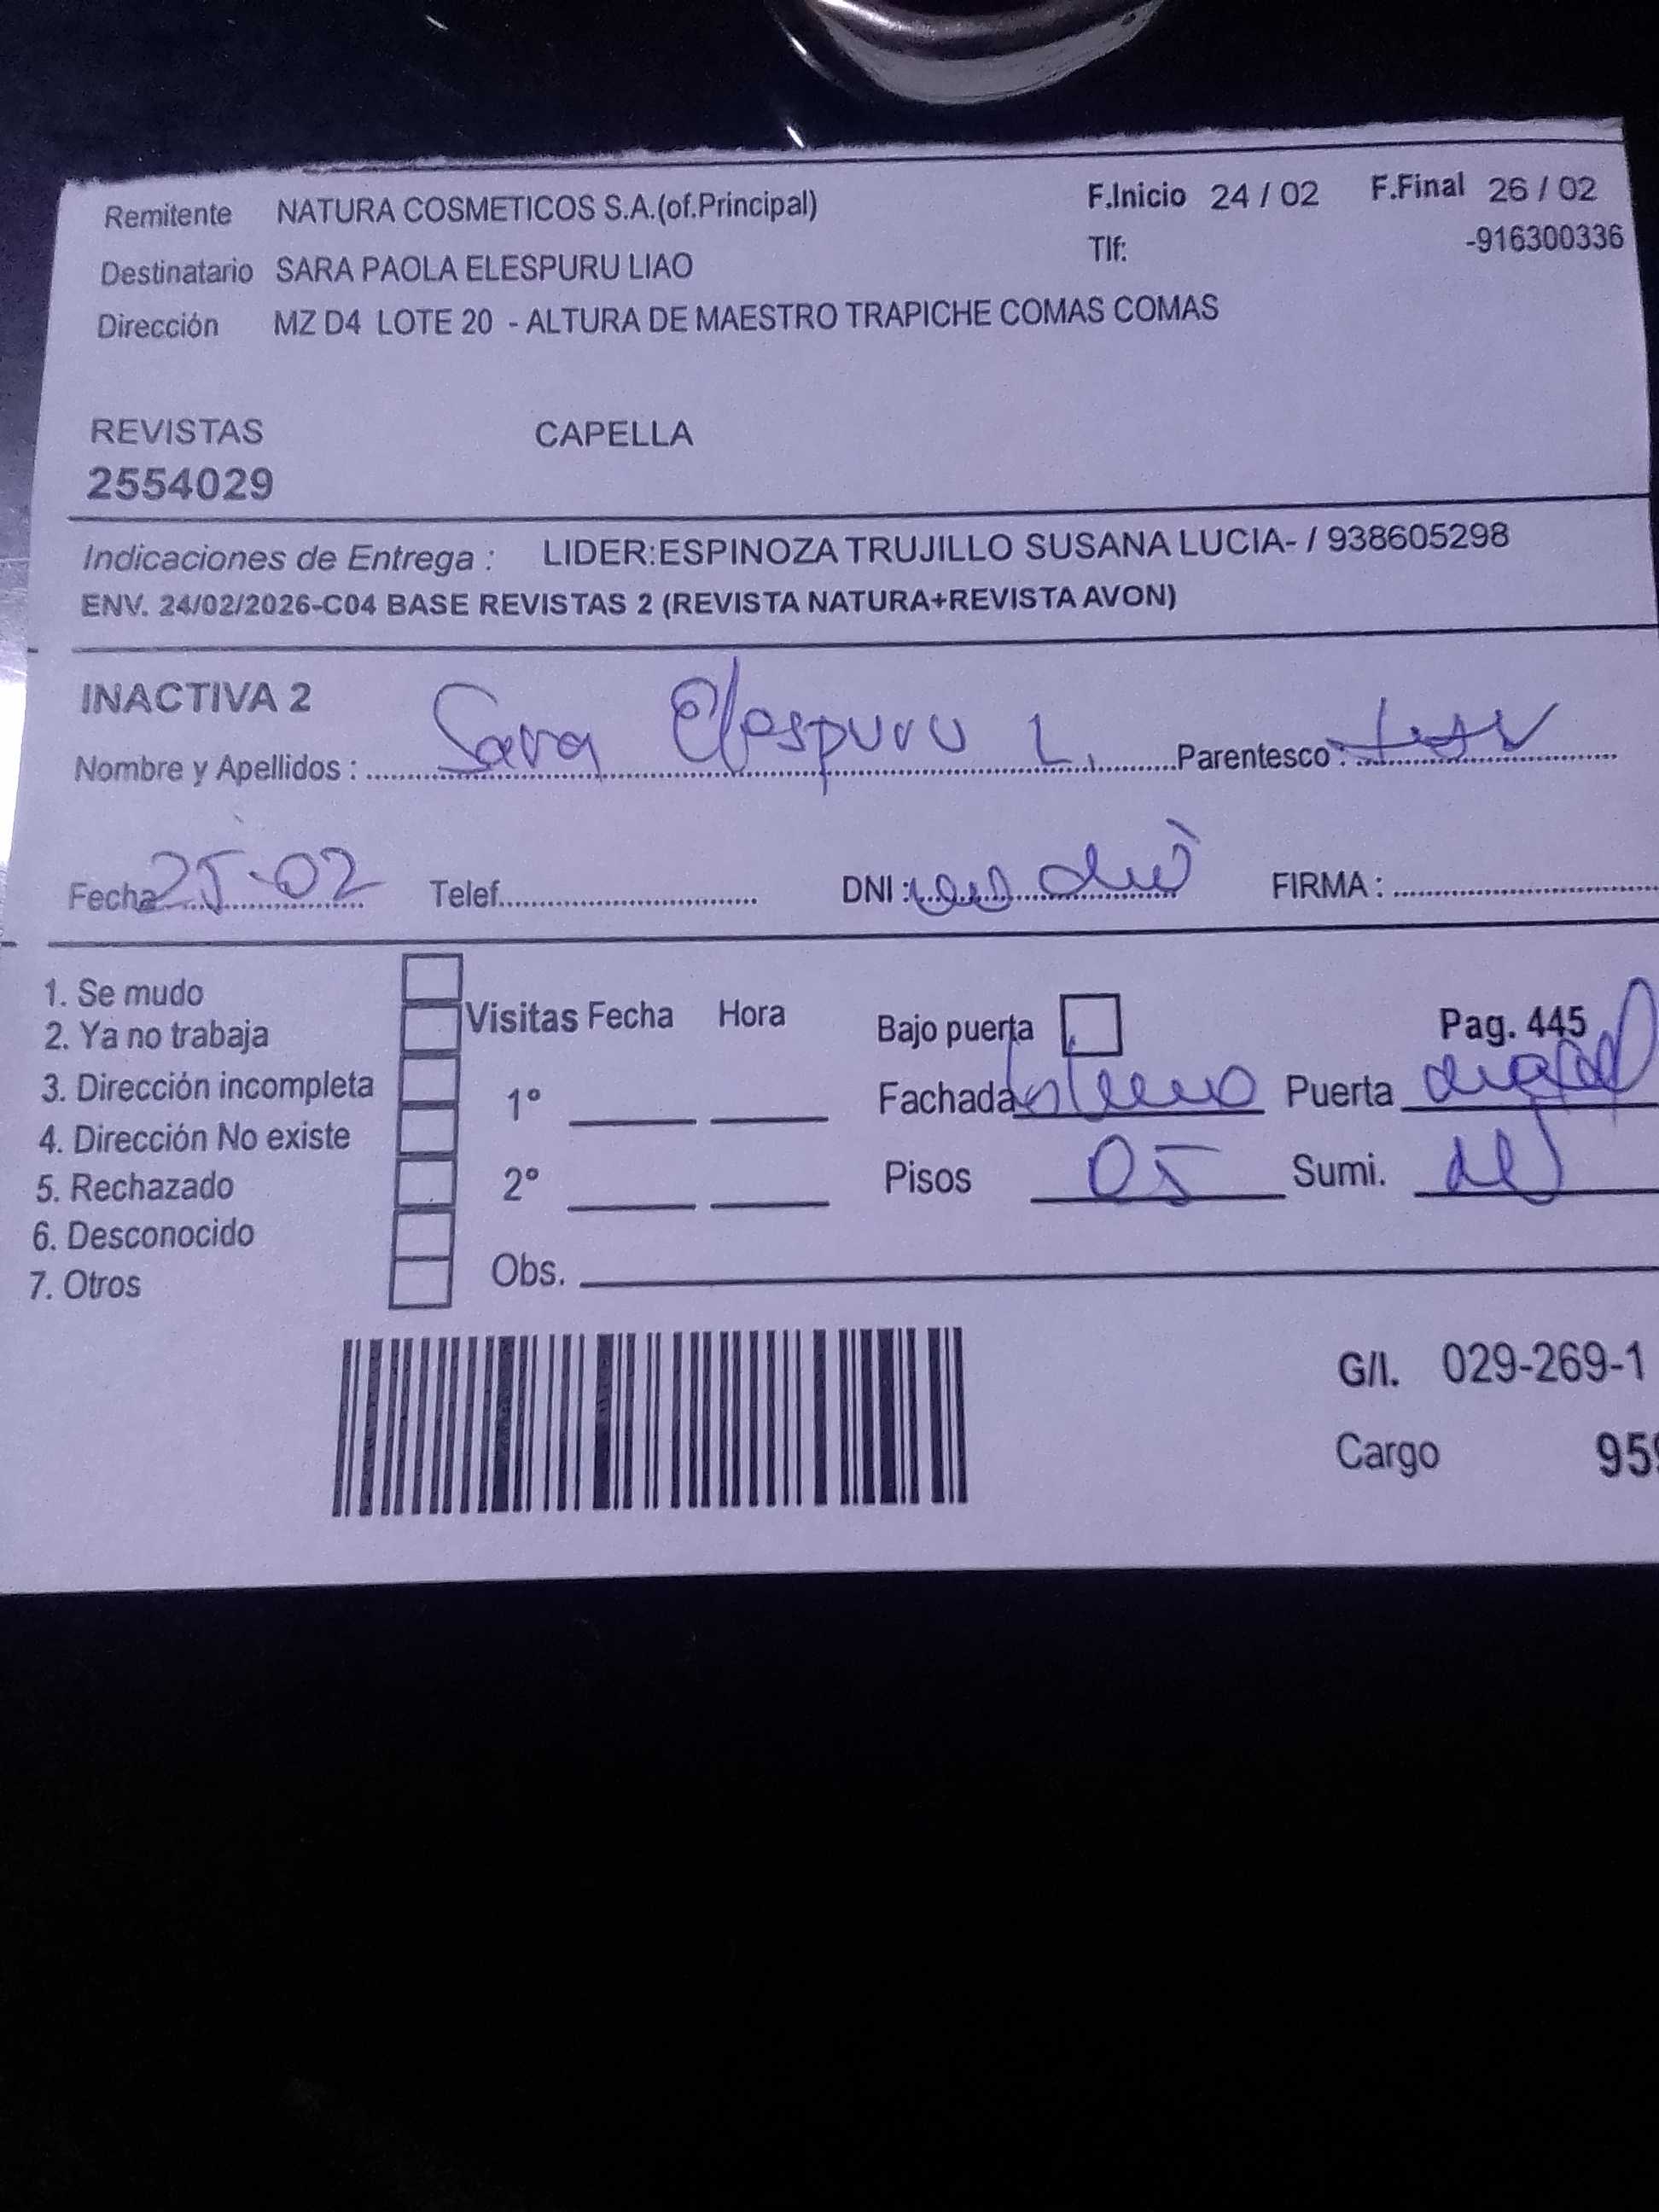 Remitente NATURA COSMETICOS S.A.(of.Principal) F.Inicio 24 / 02 F.Final 26 / 02
Destinatario SARA PAOLA ELESPURU LIAO Tlf: -916300336
Dirección MZ D4 LOTE 20 - ALTURA DE MAESTRO TRAPICHE COMAS COMAS
REVISTAS CAPELLA
2554029
Indicaciones de Entrega : LIDER:ESPINOZA TRUJILLO SUSANA LUCIA- / 938605298
ENV. 24/02/2026-C04 BASE REVISTAS 2 (REVISTA NATURA+REVISTA AVON)
INACTIVA 2
Nombre y Apellidos : Sara Elespuru L. Parentesco :
Fecha 25-02 Telef. DNI : FIRMA :
1. Se mudo
2. Ya no trabaja Visitas Fecha Hora Bajo puerta Pag. 445
3. Dirección incompleta 1° Fachada Puerta
4. Dirección No existe
5. Rechazado 2° Pisos 05 Sumi.
6. Desconocido
7. Otros Obs.
G/I. 029-269-1
Cargo